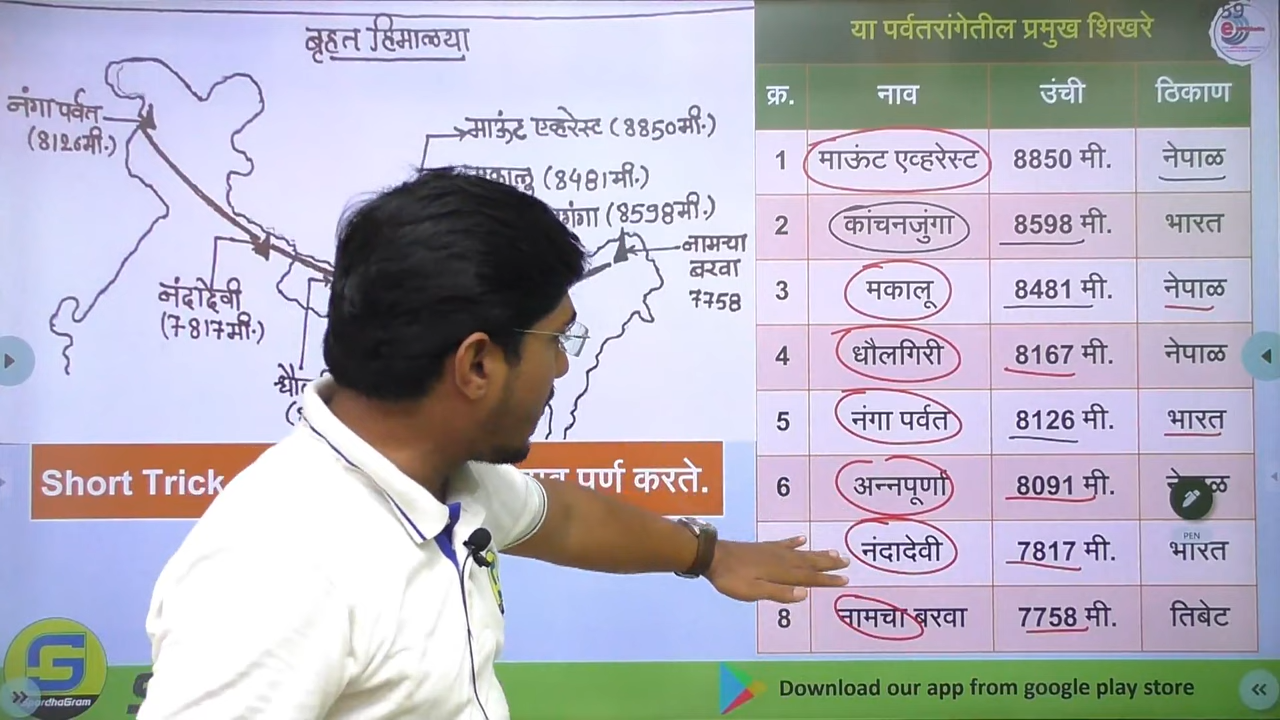 बृहत हिमाळया
नंगा पर्वत
(8126मी.)
माऊंट एव्हरेस्ट (8850मी.)
(8481मी.)
(8598मी.)
नामचा
बरवा
7758
नंदादेवी
(7817मी.)
Short Trick
पर्ण करते.
या पर्वतरांगेतील प्रमुख शिखरे
क्र. नाव उंची ठिकाण
1 माऊंट एव्हरेस्ट 8850 मी. नेपाळ
2 कांचनजुंगा 8598 मी. भारत
3 मकालू 8481 मी. नेपाळ
4 धौलगिरी 8167 मी. नेपाळ
5 नंगा पर्वत 8126 मी. भारत
6 अन्नपूर्णा 8091 मी.
PEN
7817 मी. भारत
नंदादेवी
8 नामचा बरवा 7758 मी. तिबेट
SpardhaGram
Download our app from google play store